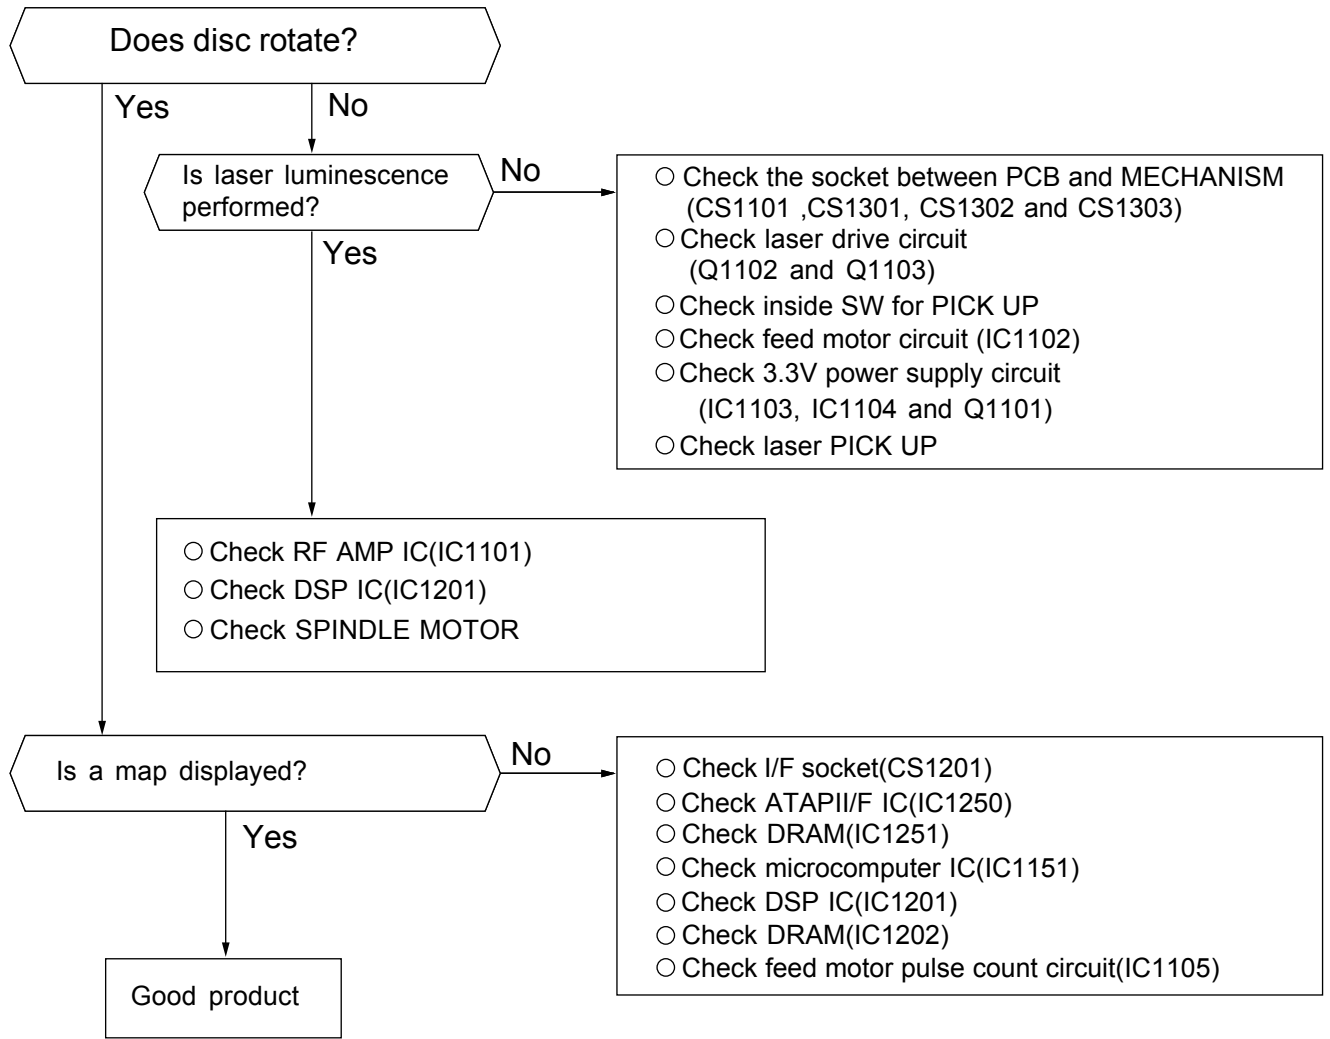 Does disc rotate?
Yes
No
Is laser luminescence
performed?
No
Yes
○ Check the socket between PCB and MECHANISM
(CS1101 ,CS1301, CS1302 and CS1303)
○ Check laser drive circuit
(Q1102 and Q1103)
○ Check inside SW for PICK UP
○ Check feed motor circuit (IC1102)
○ Check 3.3V power supply circuit
(IC1103, IC1104 and Q1101)
○ Check laser PICK UP
○ Check RF AMP IC(IC1101)
○ Check DSP IC(IC1201)
○ Check SPINDLE MOTOR
Is a map displayed?
No
Yes
○ Check I/F socket(CS1201)
○ Check ATAPII/F IC(IC1250)
○ Check DRAM(IC1251)
○ Check microcomputer IC(IC1151)
○ Check DSP IC(IC1201)
○ Check DRAM(IC1202)
○ Check feed motor pulse count circuit(IC1105)
Good product